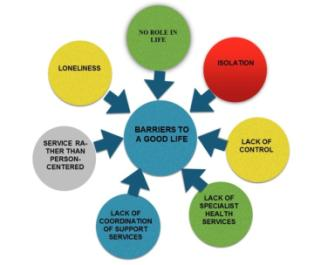 NO ROLE IN
LIFE
ISOLATION
LACK OF
CONTROL
LACK OF
SPECIALIST
HEALTH
SERVICES
LACK OF
COORDINATION
OF SUPPORT
SERVICES
SERVICE RA-
THER THAN
PERSON-
CENTERED
LONELINESS
BARRIERS TO
A GOOD LIFE